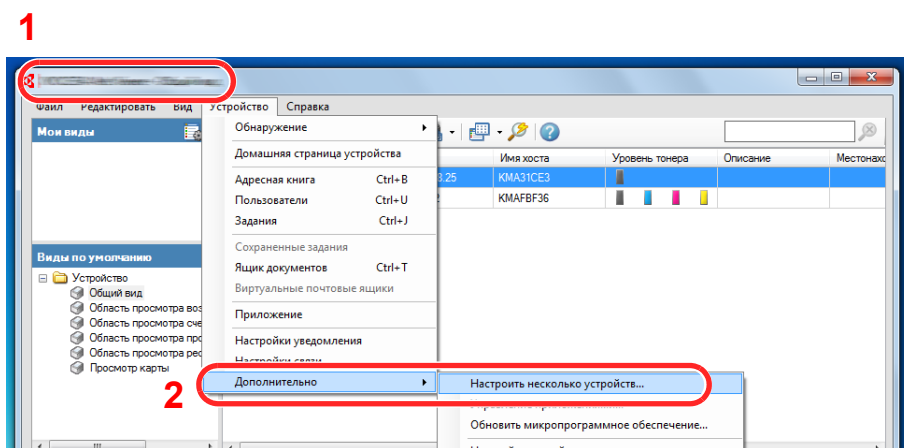 1
Файл Редактировать Вид Устройство Справка
Мои виды
Обнаружение
Домашняя страница устройства
Адресная книга Ctrl+B
Пользователи Ctrl+U
Задания Ctrl+J
Сохраненные задания
Ящик документов Ctrl+T
Виртуальные почтовые ящики
Приложение
Настройки уведомления
Настройки связи
Дополнительно
Имя хоста Уровень тонера Описание Местонахо
3.25 KMA31CE3
KMAFBF36
Виды по умолчанию
Устройство
Общий вид
Область просмотра воз
Область просмотра сче
Область просмотра про
Область просмотра рес
Просмотр карты
2
Настроить несколько устройств...
Обновить микропрограммное обеспечение...